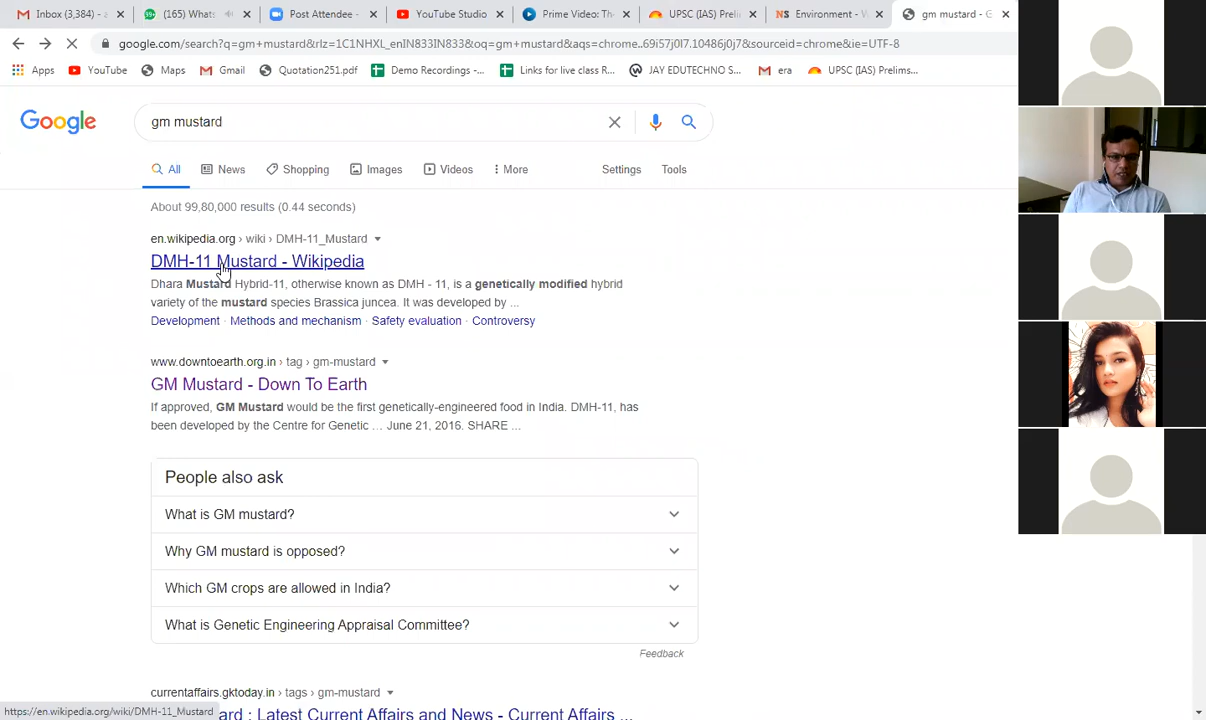 Inbox (3,384) - a
(165) Whats
Post Attendee -
YouTube Studio
Prime Video: Th
UPSC (IAS) Preli
Environment - W
gm mustard - G
google.com/search?q=gm+mustard&rlz=1C1NHXL_enIN833IN833&oq=gm+mustard&aqs=chrome..69i57j0l7.10486j0j7&sourceid=chrome&ie=UTF-8
Apps
YouTube
Maps
Gmail
Quotation251.pdf
Demo Recordings -...
Links for live class R...
JAY EDUTECHNO S...
era
UPSC (IAS) Prelims...
Google
gm mustard
All
News
Shopping
Images
Videos
More
Settings
Tools
About 99,80,000 results (0.44 seconds)
en.wikipedia.org › wiki › DMH-11_Mustard
DMH-11 Mustard - Wikipedia
Dhara Mustard Hybrid-11, otherwise known as DMH - 11, is a genetically modified hybrid
variety of the mustard species Brassica juncea. It was developed by ...
Development · Methods and mechanism · Safety evaluation · Controversy
www.downtoearth.org.in › tag › gm-mustard
GM Mustard - Down To Earth
If approved, GM Mustard would be the first genetically-engineered food in India. DMH-11, has
been developed by the Centre for Genetic ... June 21, 2016. SHARE ...
People also ask
What is GM mustard?
Why GM mustard is opposed?
Which GM crops are allowed in India?
What is Genetic Engineering Appraisal Committee?
Feedback
currentaffairs.gktoday.in › tags › gm-mustard
ard : Latest Current Affairs and News - Current Affairs ...
https://en.wikipedia.org/wiki/DMH-11_Mustard